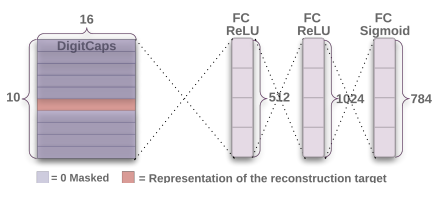 16
DigitCaps
10
FC
ReLU
512
FC
ReLU
1024
FC
Sigmoid
784
= 0 Masked
= Representation of the reconstruction target